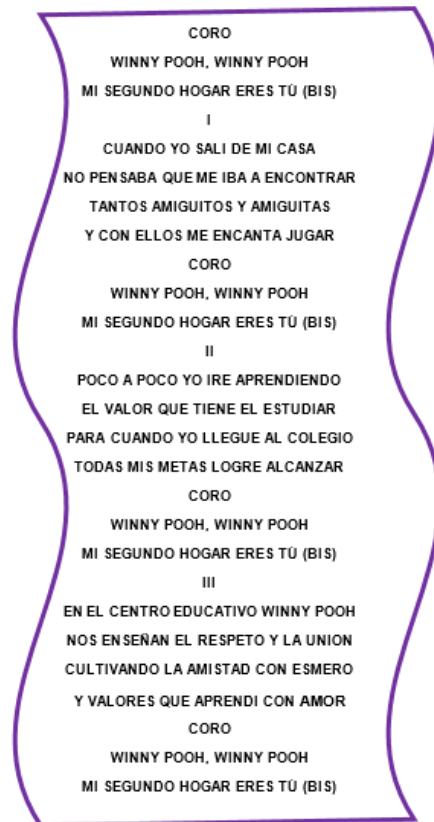 CORO
WINNY POOH, WINNY POOH
MI SEGUNDO HOGAR ERES TÙ (BIS)
I
CUANDO YO SALI DE MI CASA
NO PENSABA QUE ME IBA A ENCONTRAR
TANTOS AMIGUITOS Y AMIGUITAS
Y CON ELLOS ME ENCANTA JUGAR
CORO
WINNY POOH, WINNY POOH
MI SEGUNDO HOGAR ERES TÙ (BIS)
II
POCO A POCO YO IRE APRENDIENDO
EL VALOR QUE TIENE EL ESTUDIAR
PARA CUANDO YO LLEGUE AL COLEGIO
TODAS MIS METAS LOGRE ALCANZAR
CORO
WINNY POOH, WINNY POOH
MI SEGUNDO HOGAR ERES TÙ (BIS)
III
EN EL CENTRO EDUCATIVO WINNY POOH
NOS ENSEÑAN EL RESPETO Y LA UNION
CULTIVANDO LA AMISTAD CON ESMERO
Y VALORES QUE APRENDI CON AMOR
CORO
WINNY POOH, WINNY POOH
MI SEGUNDO HOGAR ERES TÙ (BIS)